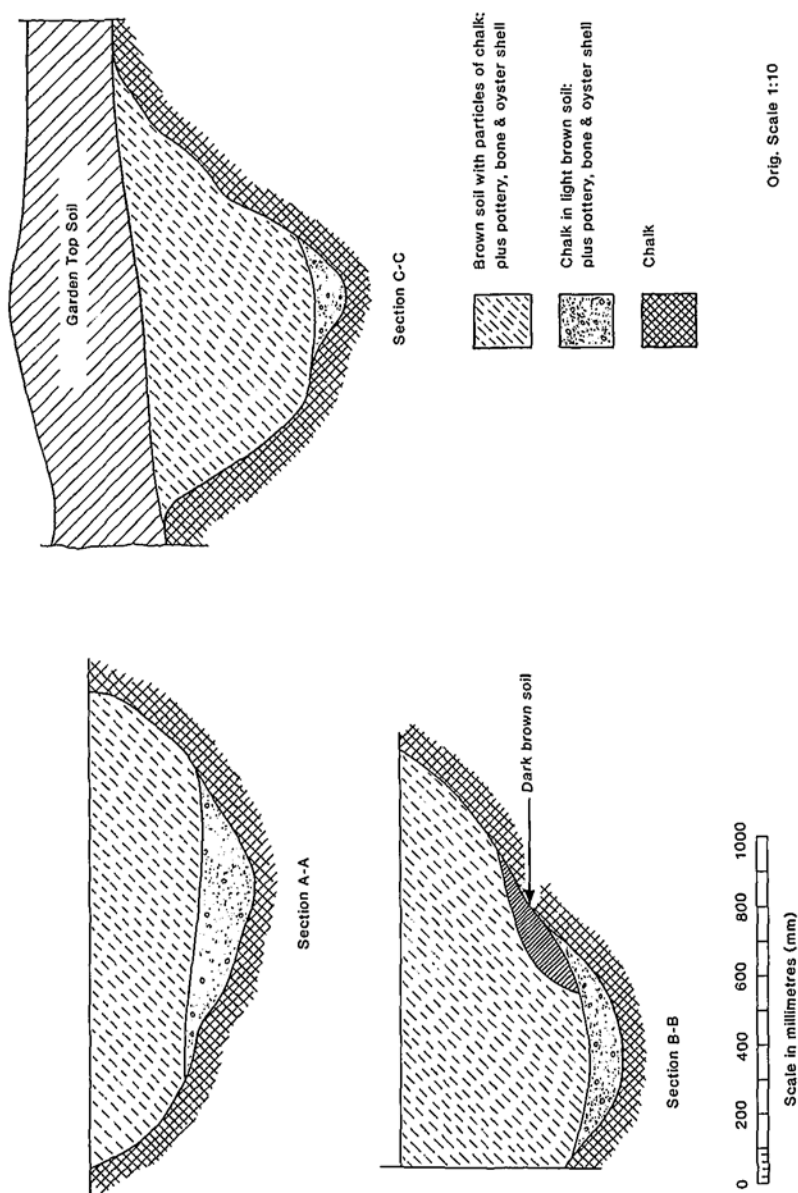 Section A-A
Garden Top Soil
Section C-C
Dark brown soil
Section B-B
0 200 400 600 800 1000
Scale in millimetres (mm)
Brown soil with particles of chalk:
plus pottery, bone & oyster shell
Chalk in light brown soil:
plus pottery, bone & oyster shell
Chalk
Orig. Scale 1:10